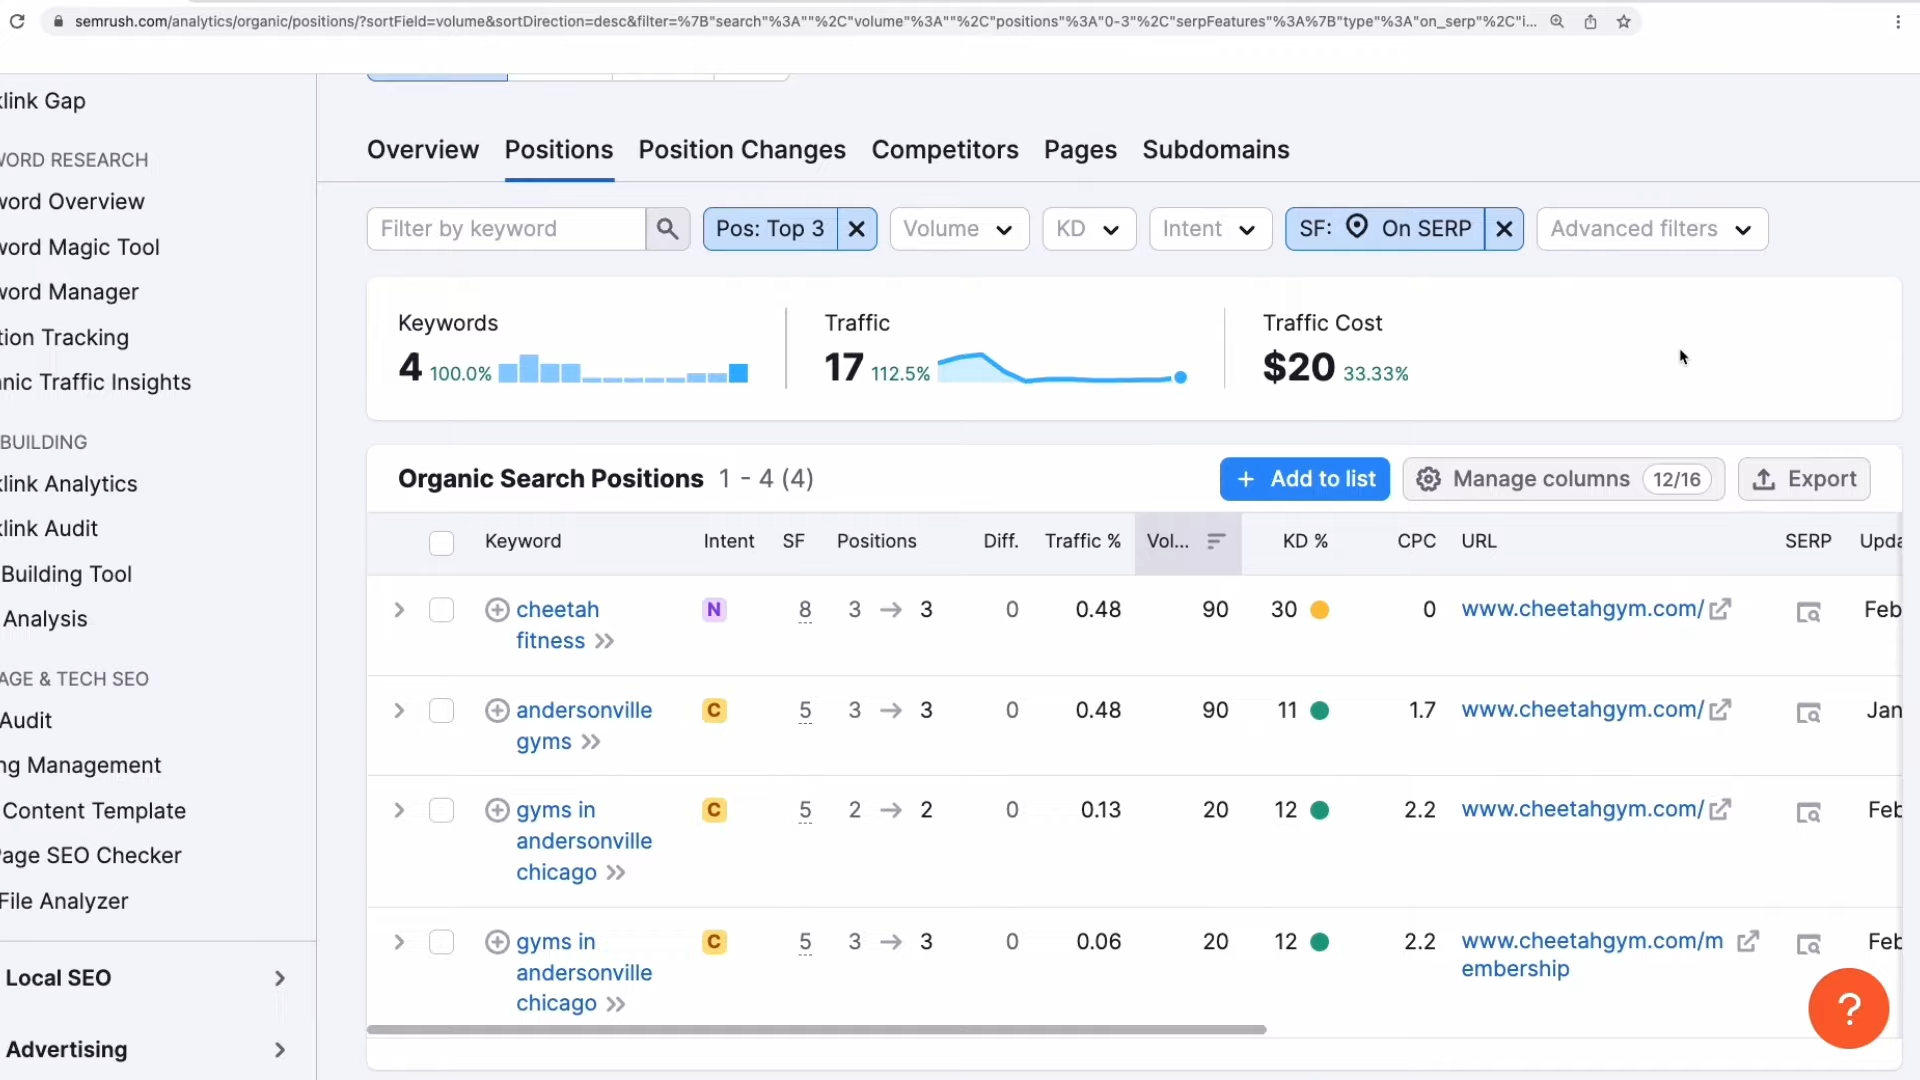 semrush.com/analytics/organic/positions/?sortField=volume&sortDirection=desc&filter=%7B"search"%3A""%2C"volume"%3A""%2C"positions"%3A"0-3"%2C"serpFeatures"%3A%7B"type"%3A"on_serp"%2C"i...
link Gap
WORD RESEARCH
word Overview
word Magic Tool
word Manager
tion Tracking
nic Traffic Insights
BUILDING
link Analytics
link Audit
Building Tool
Analysis
AGE & TECH SEO
Audit
ng Management
Content Template
Page SEO Checker
File Analyzer
Local SEO
Advertising
Overview Positions Position Changes Competitors Pages Subdomains
Filter by keyword Pos: Top 3 Volume KD Intent SF: On SERP Advanced filters
Keywords Traffic Traffic Cost
4 100.0% 17 112.5% $20 33.33%
Organic Search Positions 1 - 4 (4) + Add to list Manage columns 12/16 Export
Keyword Intent SF Positions Diff. Traffic % Vol... KD % CPC URL SERP Upda
cheetah N 8 3 → 3 0 0.48 90 30 0 www.cheetahgym.com/ Feb
fitness
andersonville C 5 3 → 3 0 0.48 90 11 1.7 www.cheetahgym.com/ Jan
gyms
gyms in C 5 2 → 2 0 0.13 20 12 2.2 www.cheetahgym.com/ Feb
andersonville
chicago
gyms in C 5 3 → 3 0 0.06 20 12 2.2 www.cheetahgym.com/m Feb
andersonville embership
chicago
?